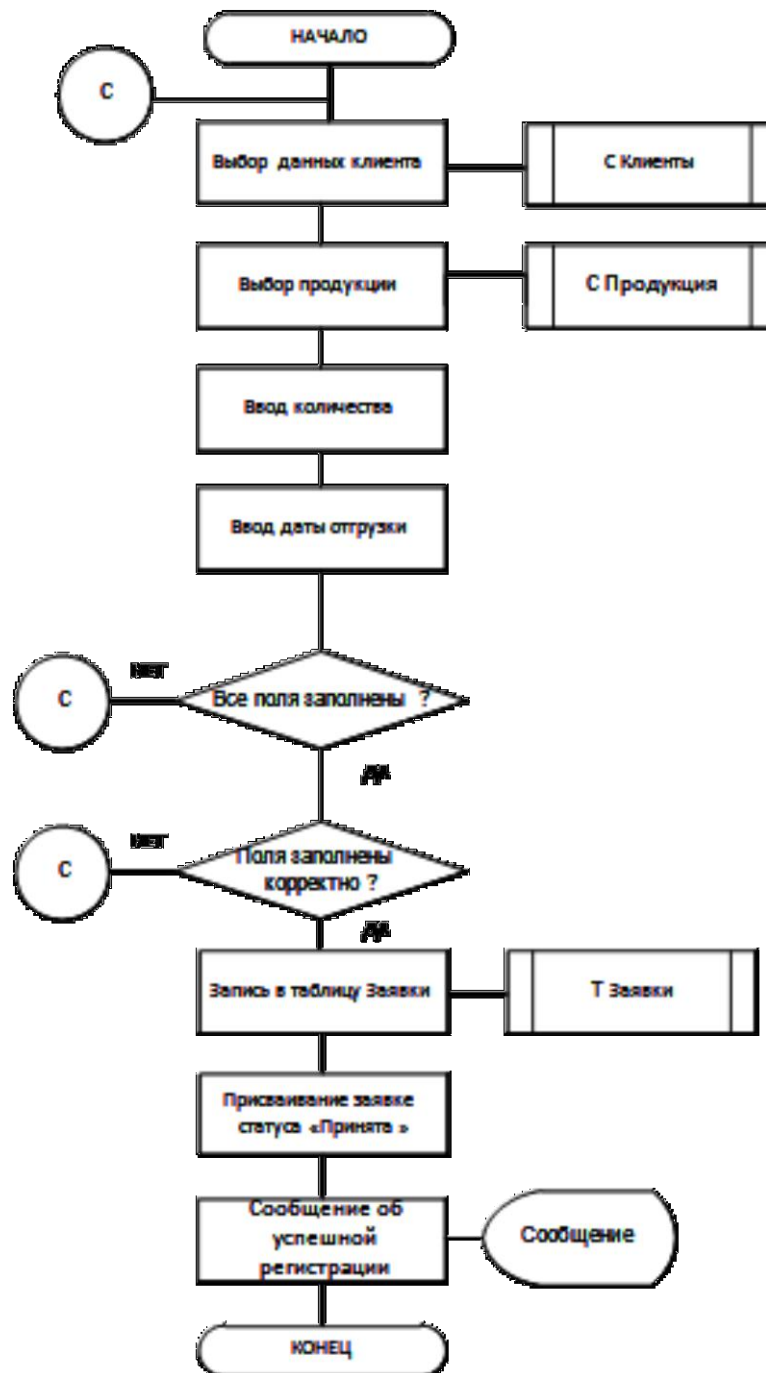 НАЧАЛО
С
Выбор данных клиента
С Клиенты
Выбор продукции
С Продукция
Ввод количества
Ввод даты отгрузки
НЕТ
С
Все поля заполнены ?
ДА
НЕТ
С
Поля заполнены
корректно ?
ДА
Запись в таблицу Заявки
Т Заявки
Присваивание заявке
статуса «Принята »
Сообщение об
успешной
регистрации
Сообщение
КОНЕЦ